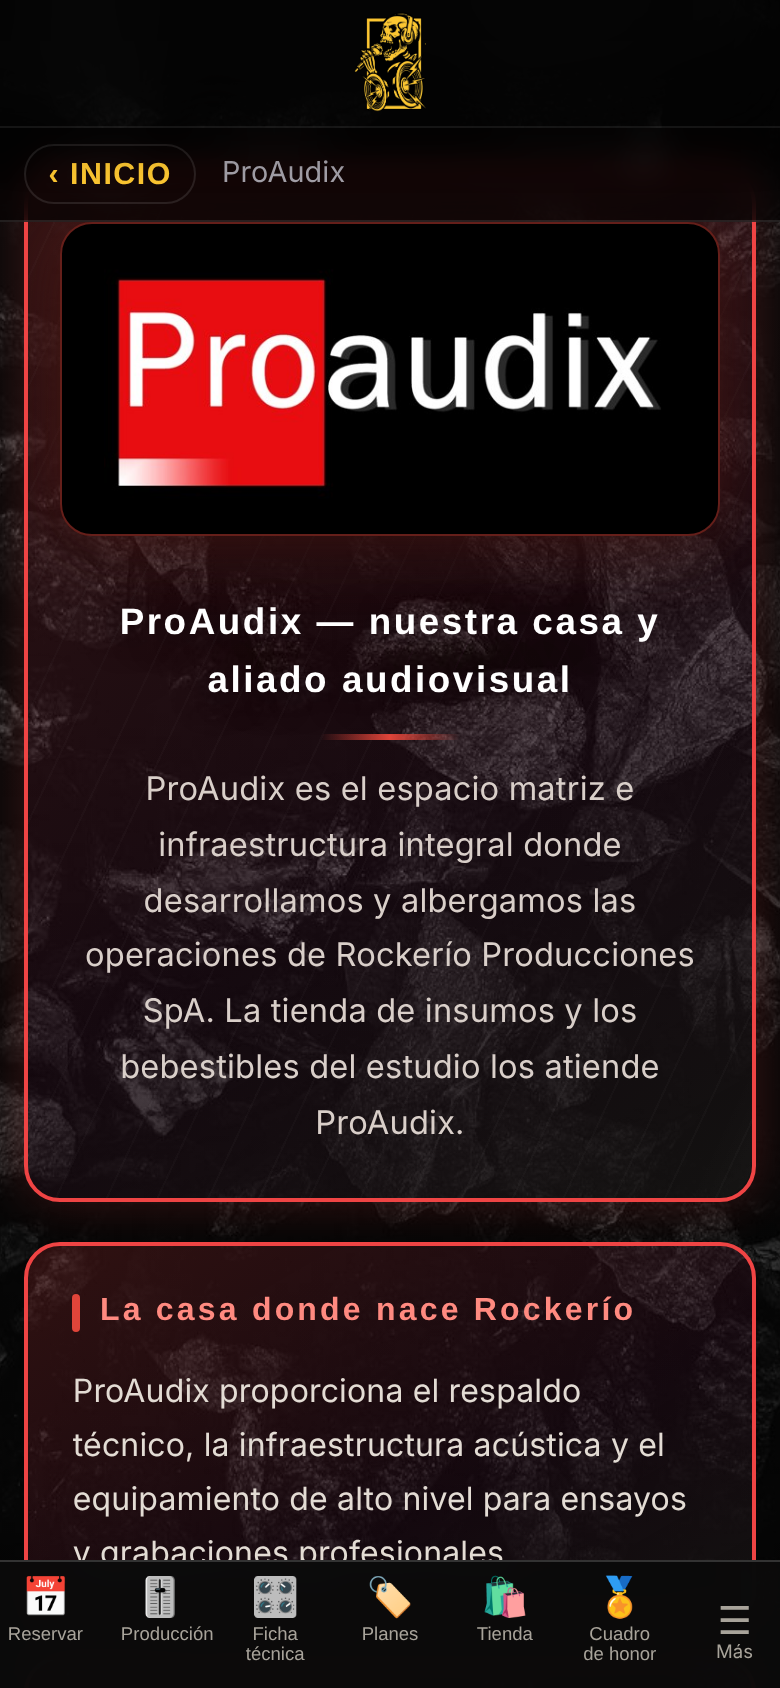 ‹ INICIO
ProAudix
Proaudix
ProAudix — nuestra casa y
aliado audiovisual
ProAudix es el espacio matriz e
infraestructura integral donde
desarrollamos y albergamos las
operaciones de Rockerío Producciones
SpA. La tienda de insumos y los
bebestibles del estudio los atiende
ProAudix.
La casa donde nace Rockerío
ProAudix proporciona el respaldo
técnico, la infraestructura acústica y el
equipamiento de alto nivel para ensayos
y grabaciones profesionales
July
17
Reservar
Producción
Ficha
técnica
Planes
Tienda
Cuadro
de honor
Más